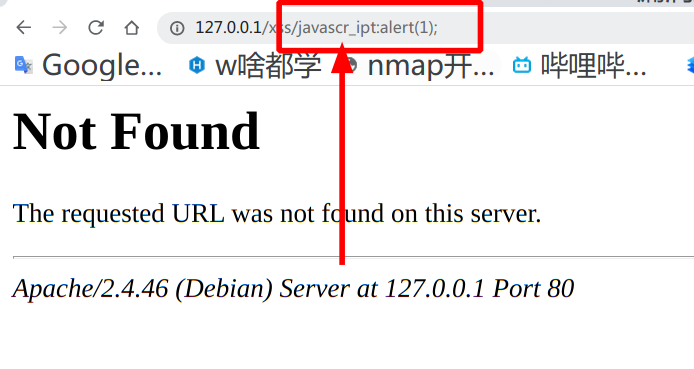 127.0.0.1/xss/javascr_ipt:alert(1);
Google... w啥都学 nmap开... 哔哩哔...
Not Found
The requested URL was not found on this server.
Apache/2.4.46 (Debian) Server at 127.0.0.1 Port 80